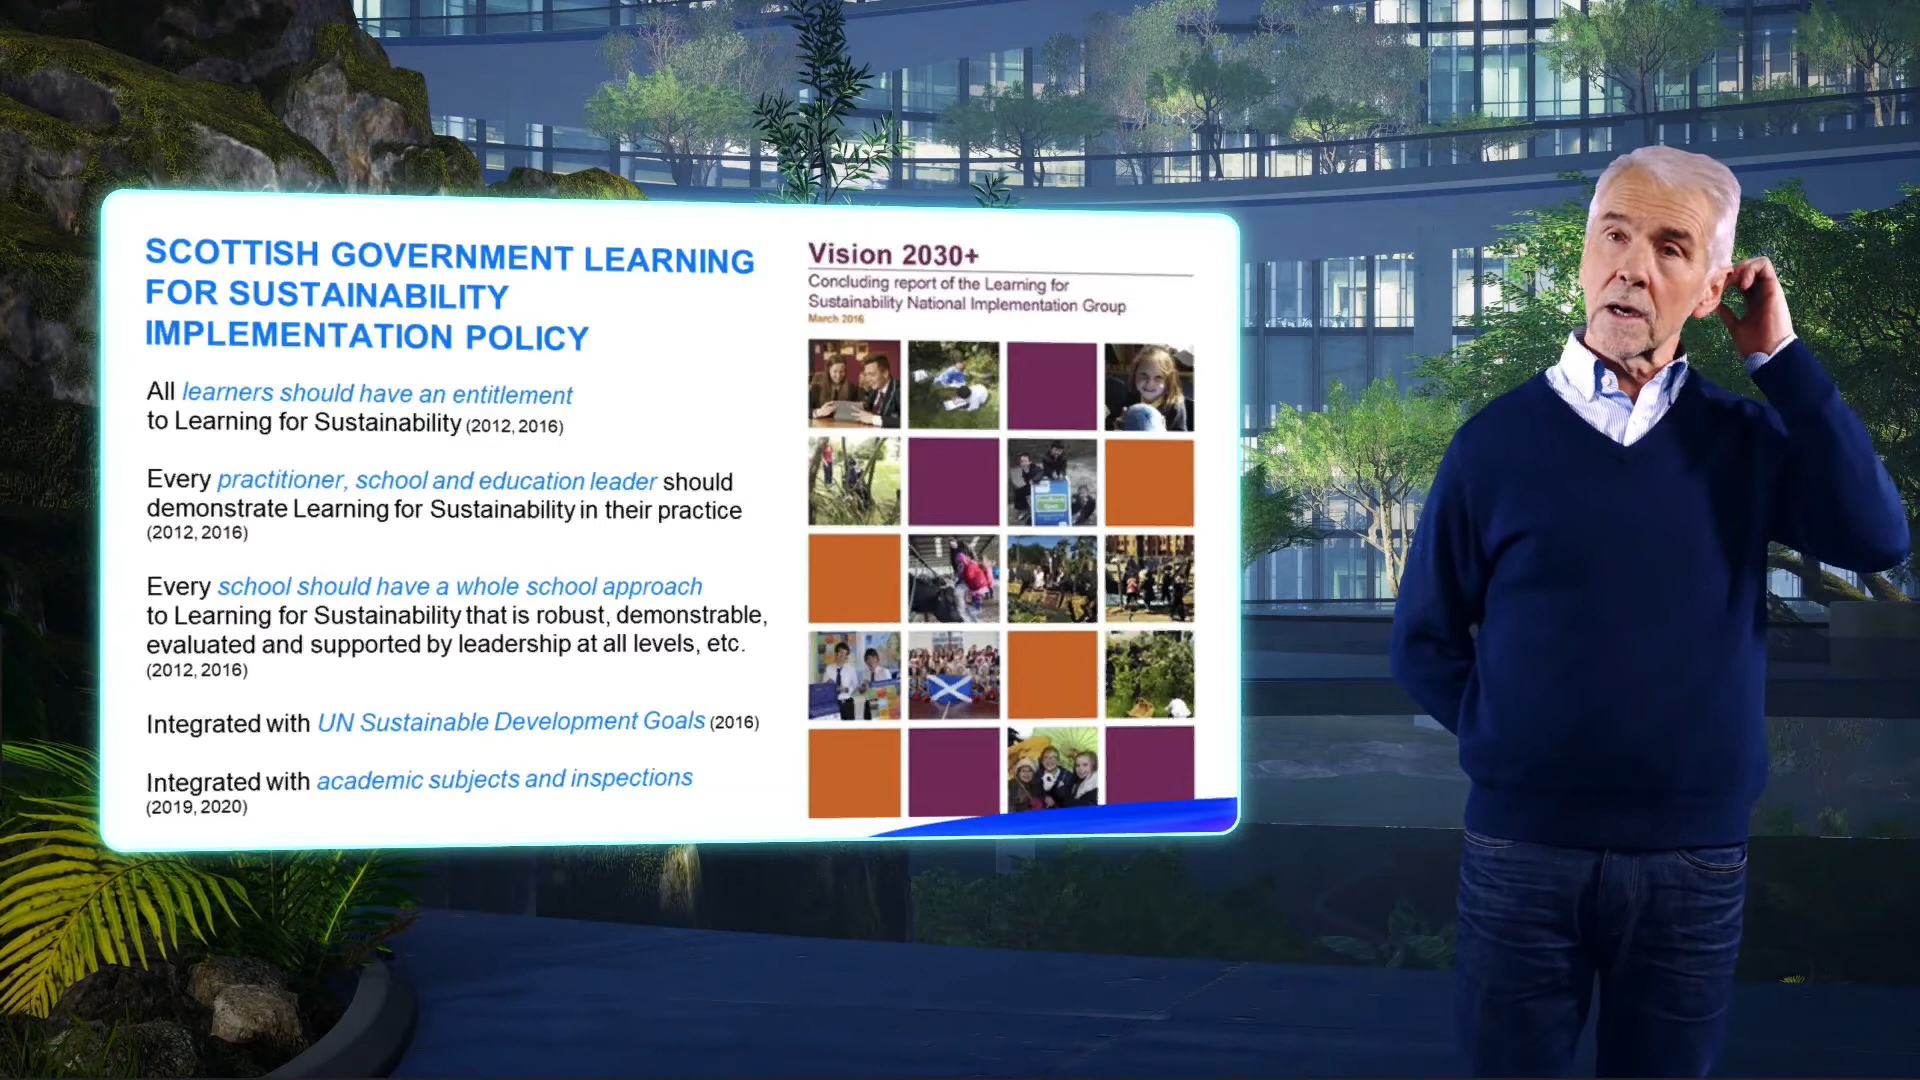 SCOTTISH GOVERNMENT LEARNING
FOR SUSTAINABILITY
IMPLEMENTATION POLICY
All learners should have an entitlement
to Learning for Sustainability (2012, 2016)
Every practitioner, school and education leader should
demonstrate Learning for Sustainability in their practice
(2012, 2016)
Every school should have a whole school approach
to Learning for Sustainability that is robust, demonstrable,
evaluated and supported by leadership at all levels, etc.
(2012, 2016)
Integrated with UN Sustainable Development Goals (2016)
Integrated with academic subjects and inspections
(2019, 2020)
Vision 2030+
Concluding report of the Learning for
Sustainability National Implementation Group
March 2016